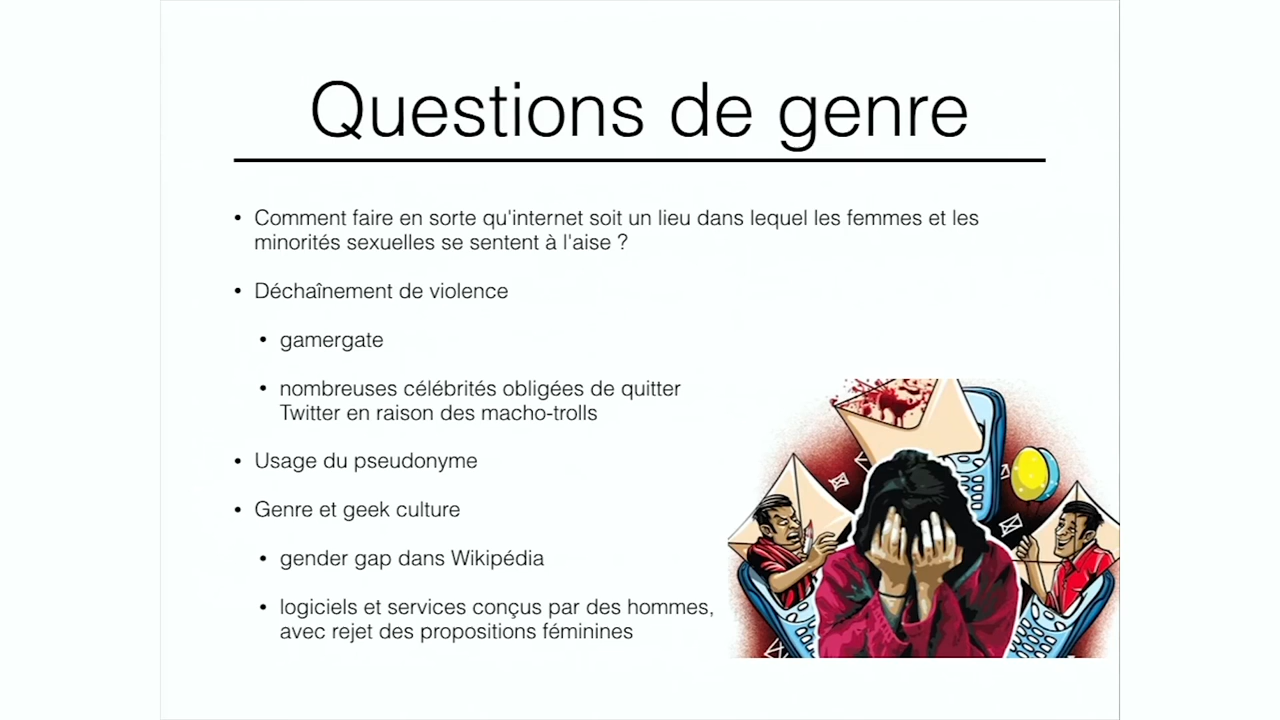 Questions de genre
• Comment faire en sorte qu'internet soit un lieu dans lequel les femmes et les
minorités sexuelles se sentent à l'aise ?
• Déchaînement de violence
• gamergate
• nombreuses célébrités obligées de quitter
Twitter en raison des macho-trolls
• Usage du pseudonyme
• Genre et geek culture
• gender gap dans Wikipédia
• logiciels et services conçus par des hommes,
avec rejet des propositions féminines